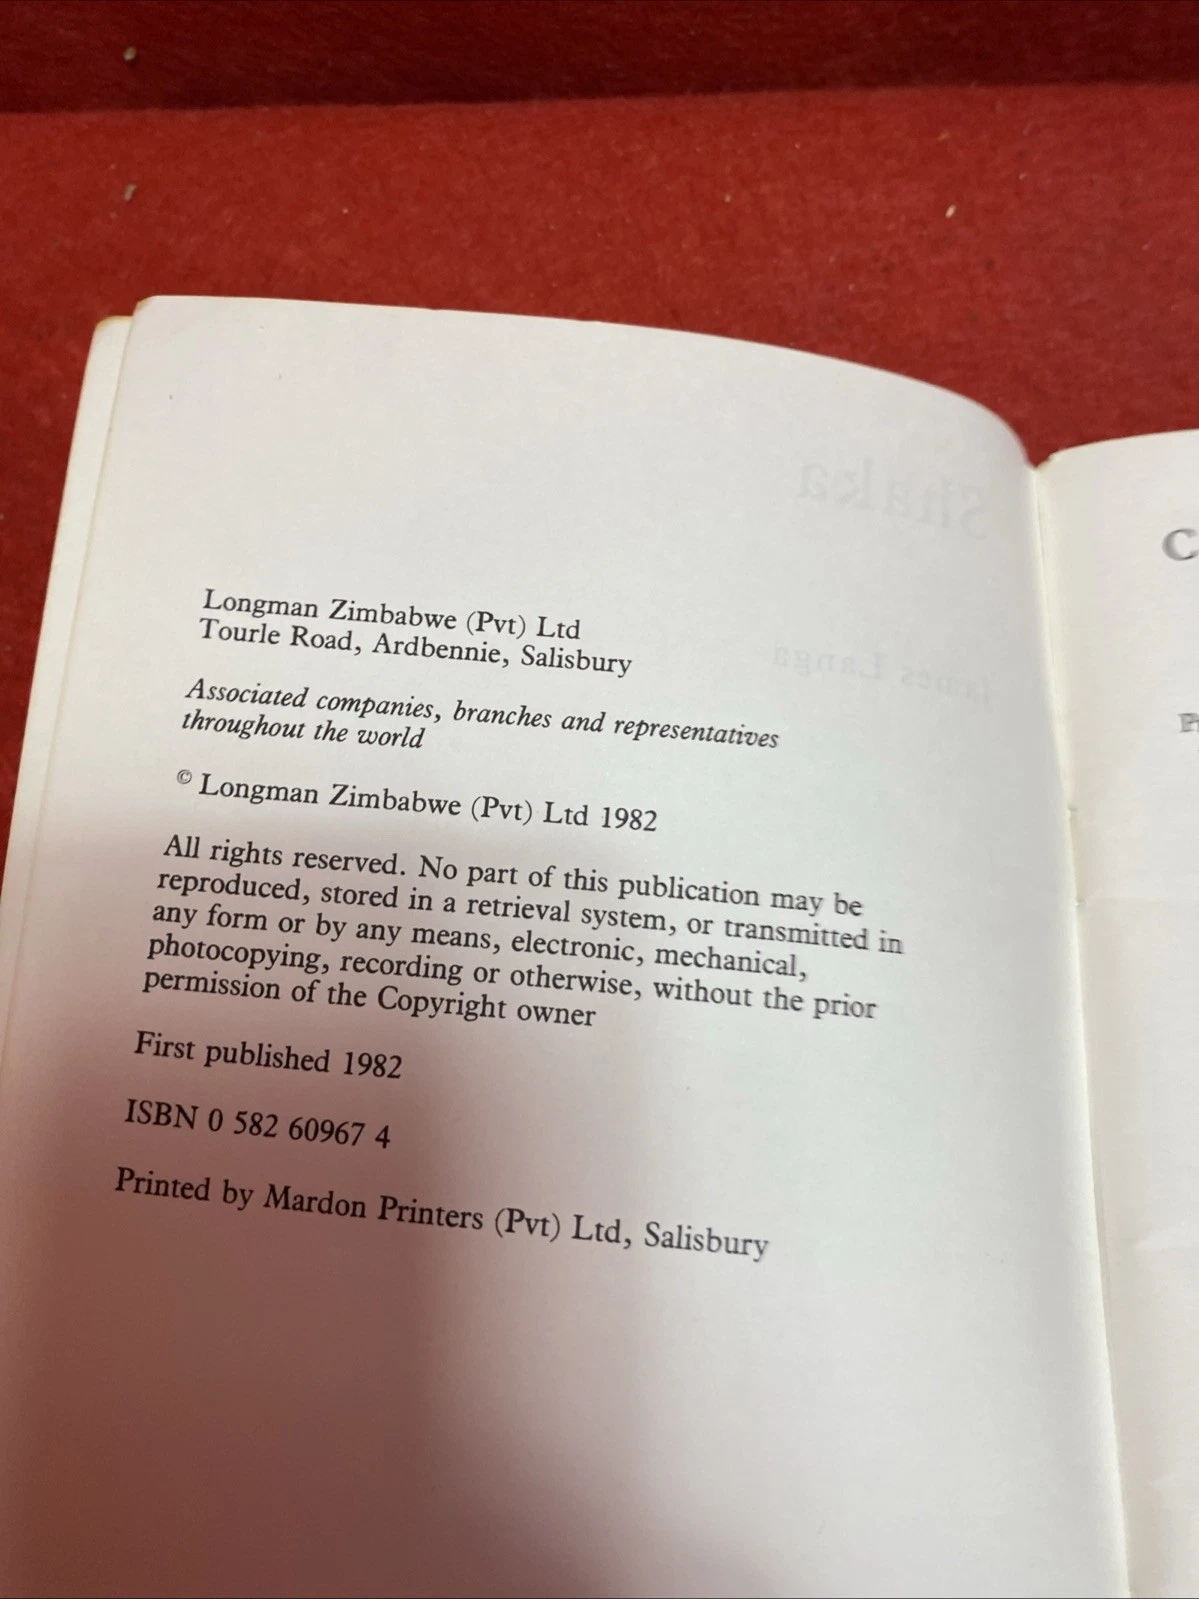 Shaka
Longman Zimbabwe (Pvt) Ltd
Tourle Road, Ardbennie, Salisbury
Associated companies, branches and representatives
throughout the world
© Longman Zimbabwe (Pvt) Ltd 1982
All rights reserved. No part of this publication may be
reproduced, stored in a retrieval system, or transmitted in
any form or by any means, electronic, mechanical,
photocopying, recording or otherwise, without the prior
permission of the Copyright owner
First published 1982
ISBN 0 582 60967 4
Printed by Mardon Printers (Pvt) Ltd, Salisbury
C